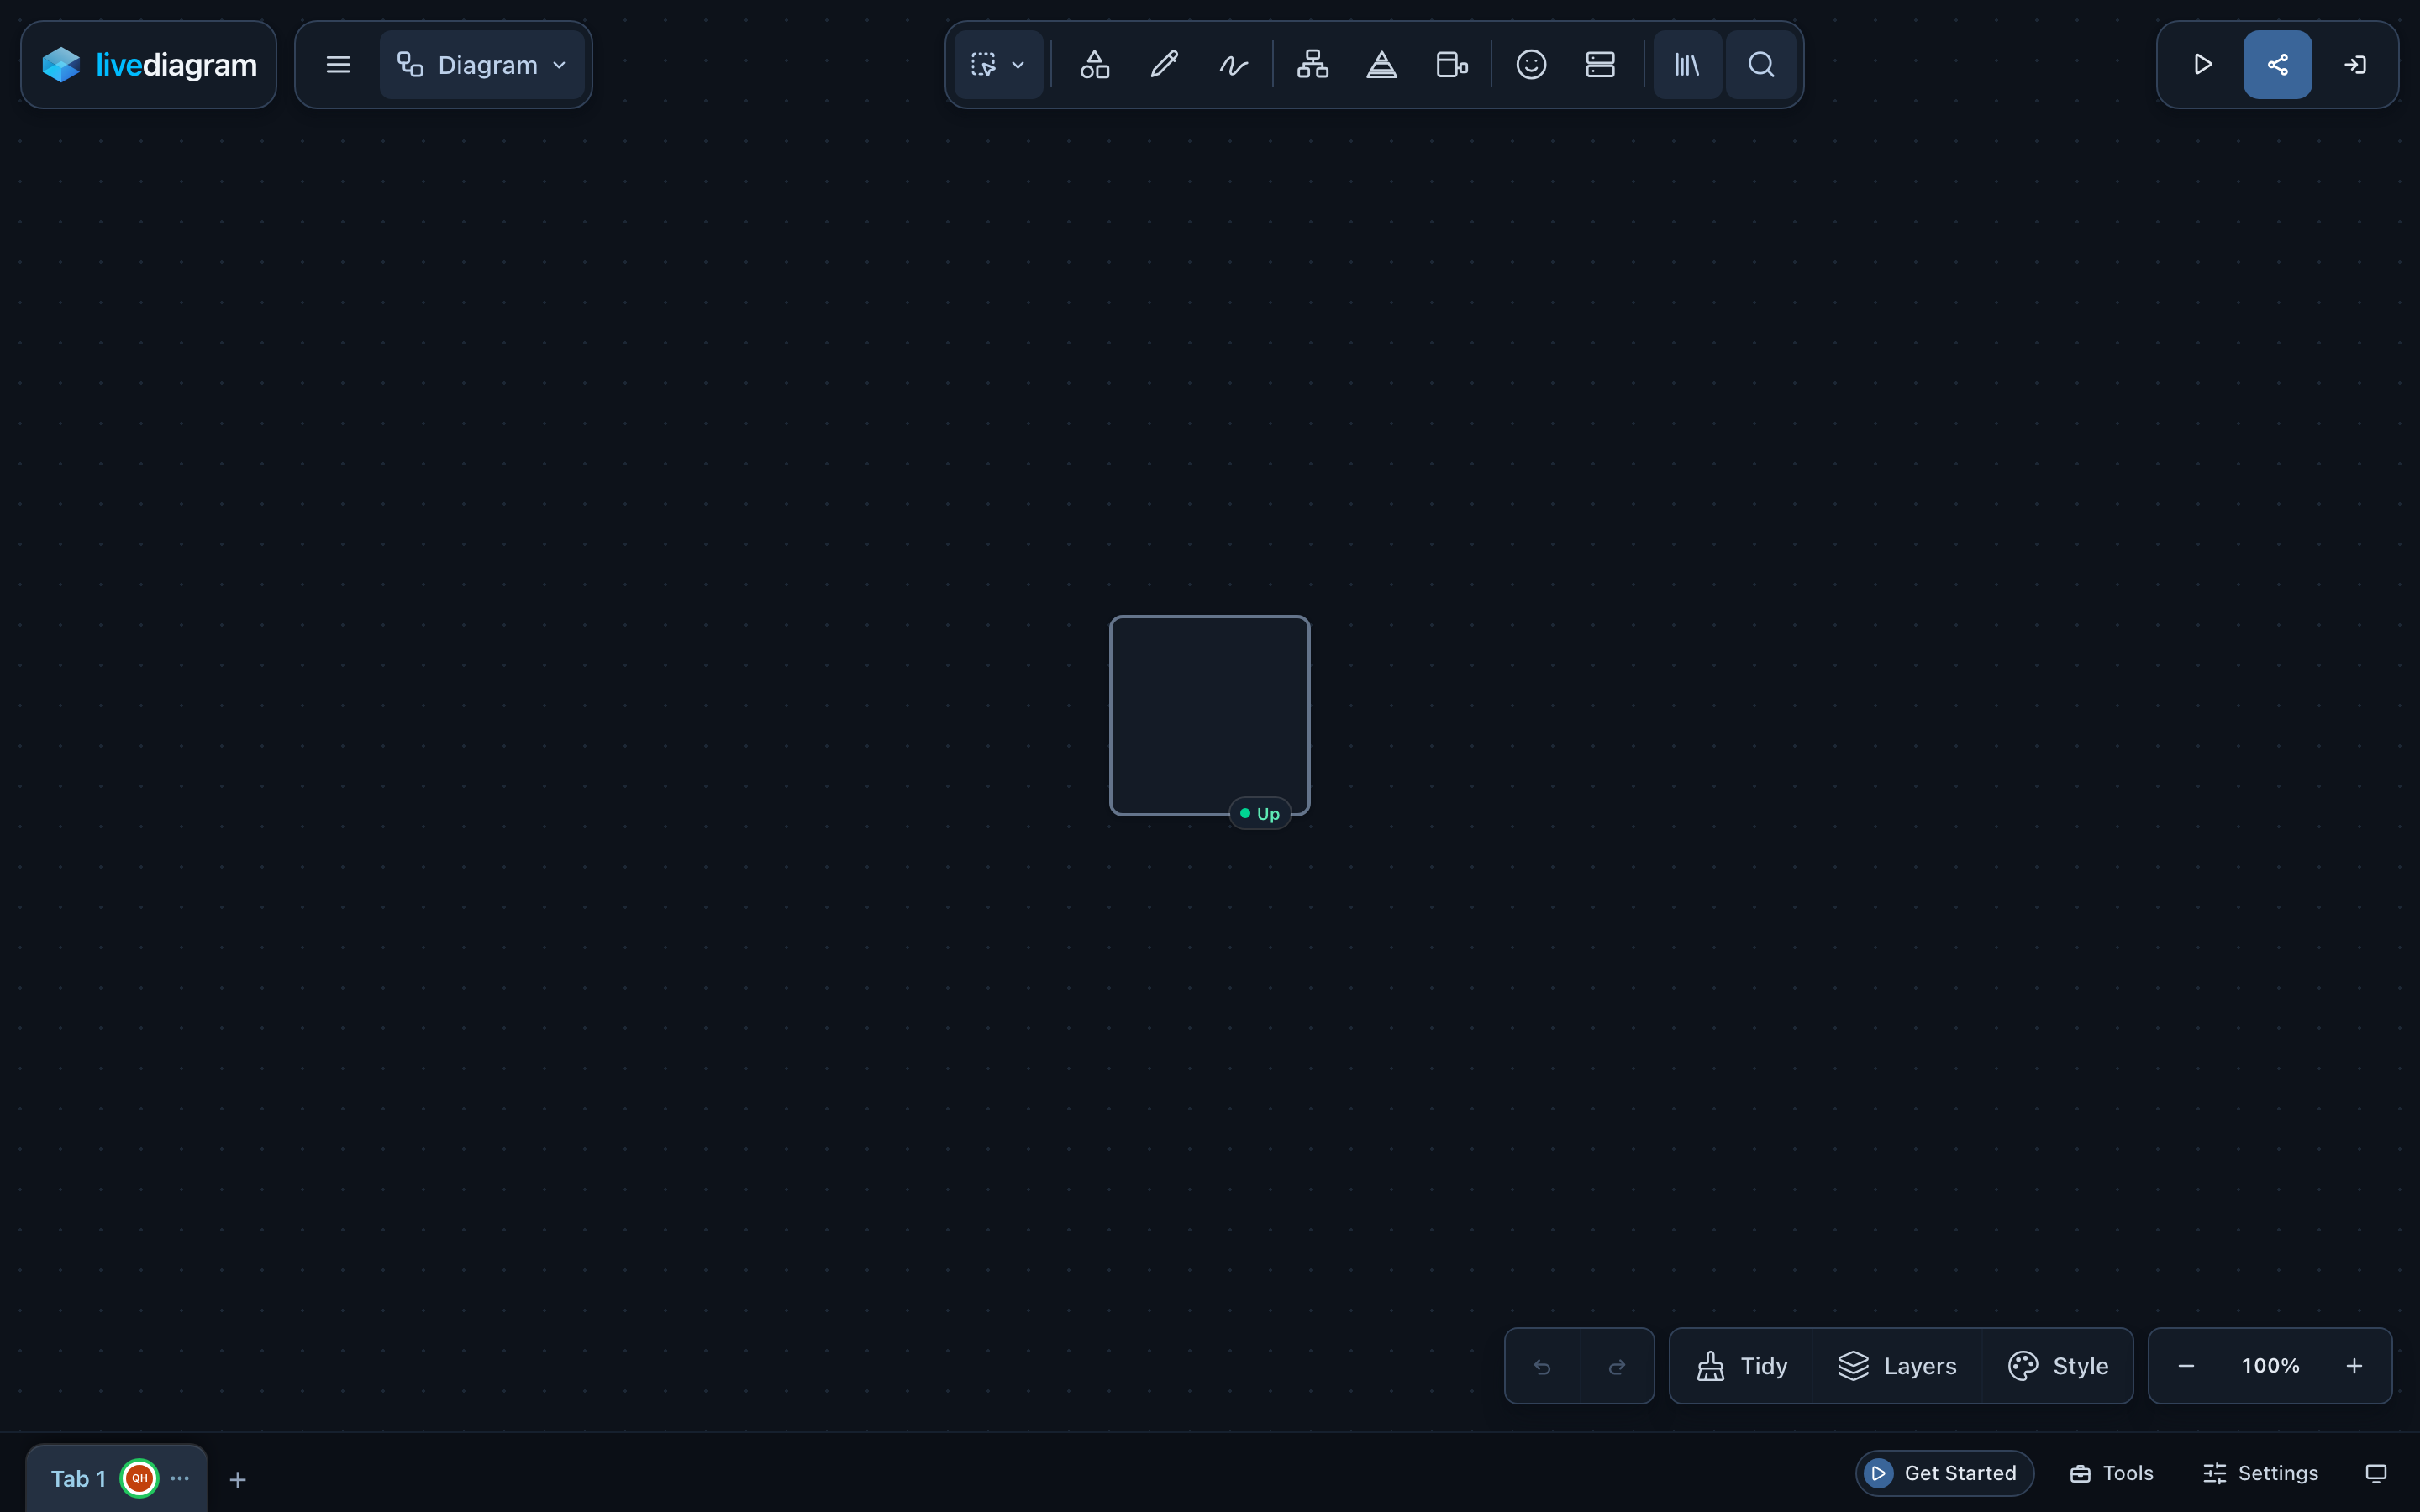 livediagram
Diagram
Up
Tidy
Layers
Style
100%
Tab 1
QH
Get Started
Tools
Settings